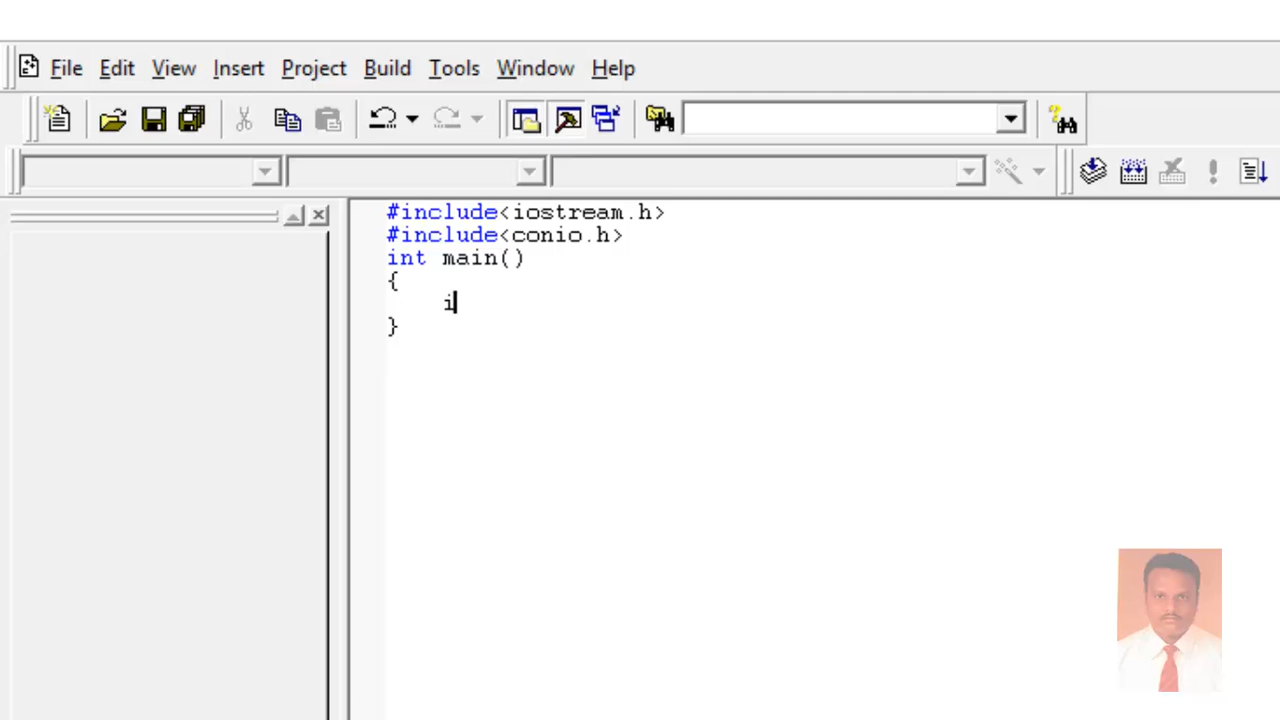 File Edit View Insert Project Build Tools Window Help
#include<iostream.h>
#include<conio.h>
int main()
{
i
}